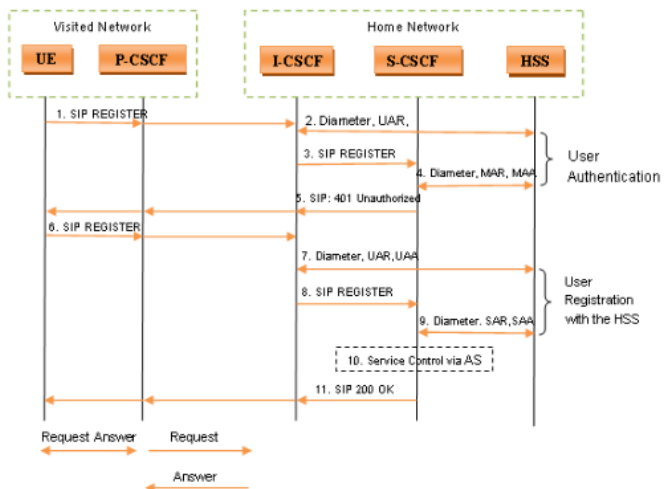 Visited Network
Home Network
UE
P-CSCF
I-CSCF
S-CSCF
HSS
1. SIP REGISTER
2. Diameter, UAR,
3. SIP REGISTER
User
Authentication
4. Diameter, MAR, MAA
5. SIP: 401 Unauthorized
6. SIP REGISTER
7. Diameter, UAR,UAA
8. SIP REGISTER
User
Registration
with the HSS
9. Diameter. SAR,SAA
10. Service Control via AS
11. SIP 200 OK
Request Answer
Request
Answer